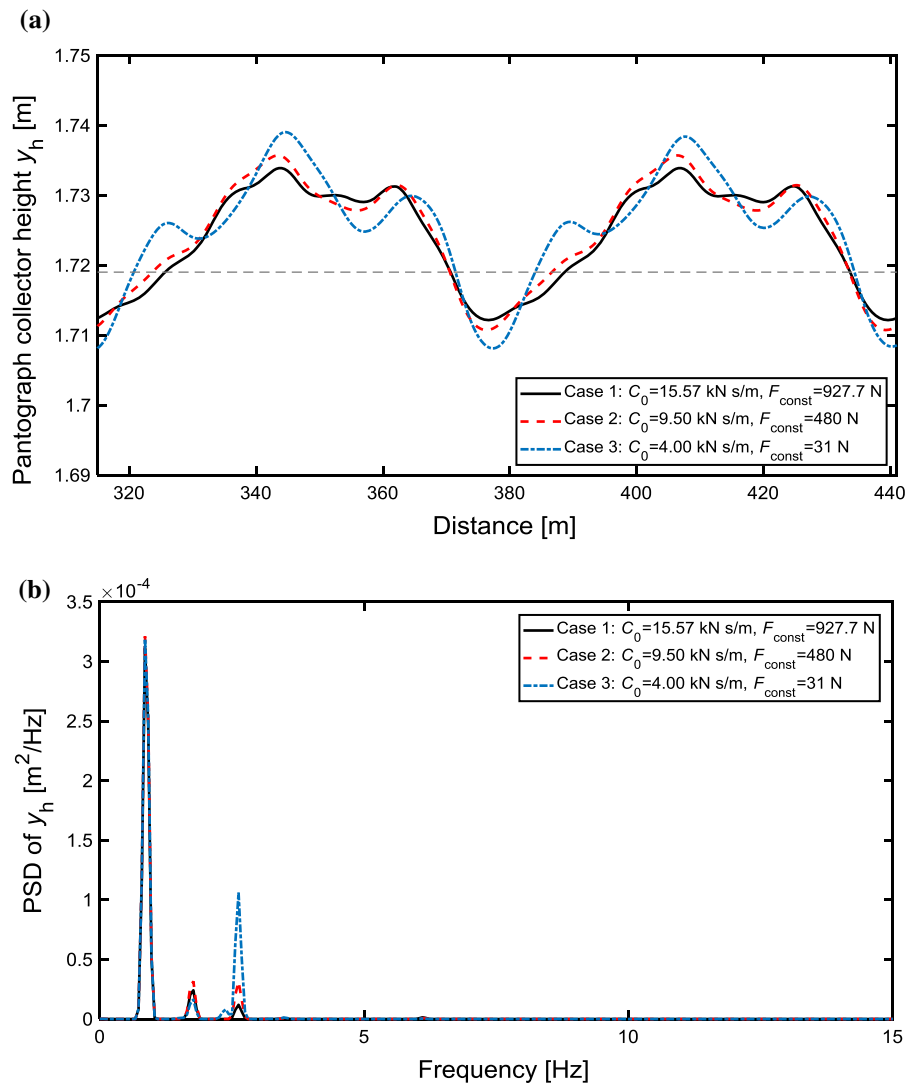 (a)
1.75
1.74
1.73
1.72
1.71
1.7
1.69
Pantograph collector height y_h [m]
Case 1: C_0=15.57 kN s/m, F_const=927.7 N
Case 2: C_0=9.50 kN s/m, F_const=480 N
Case 3: C_0=4.00 kN s/m, F_const=31 N
320 340 360 380 400 420 440
Distance [m]
(b)
×10^-4
3.5
3
2.5
2
1.5
1
0.5
0
PSD of y_h [m^2/Hz]
Case 1: C_0=15.57 kN s/m, F_const=927.7 N
Case 2: C_0=9.50 kN s/m, F_const=480 N
Case 3: C_0=4.00 kN s/m, F_const=31 N
0 5 10 15
Frequency [Hz]